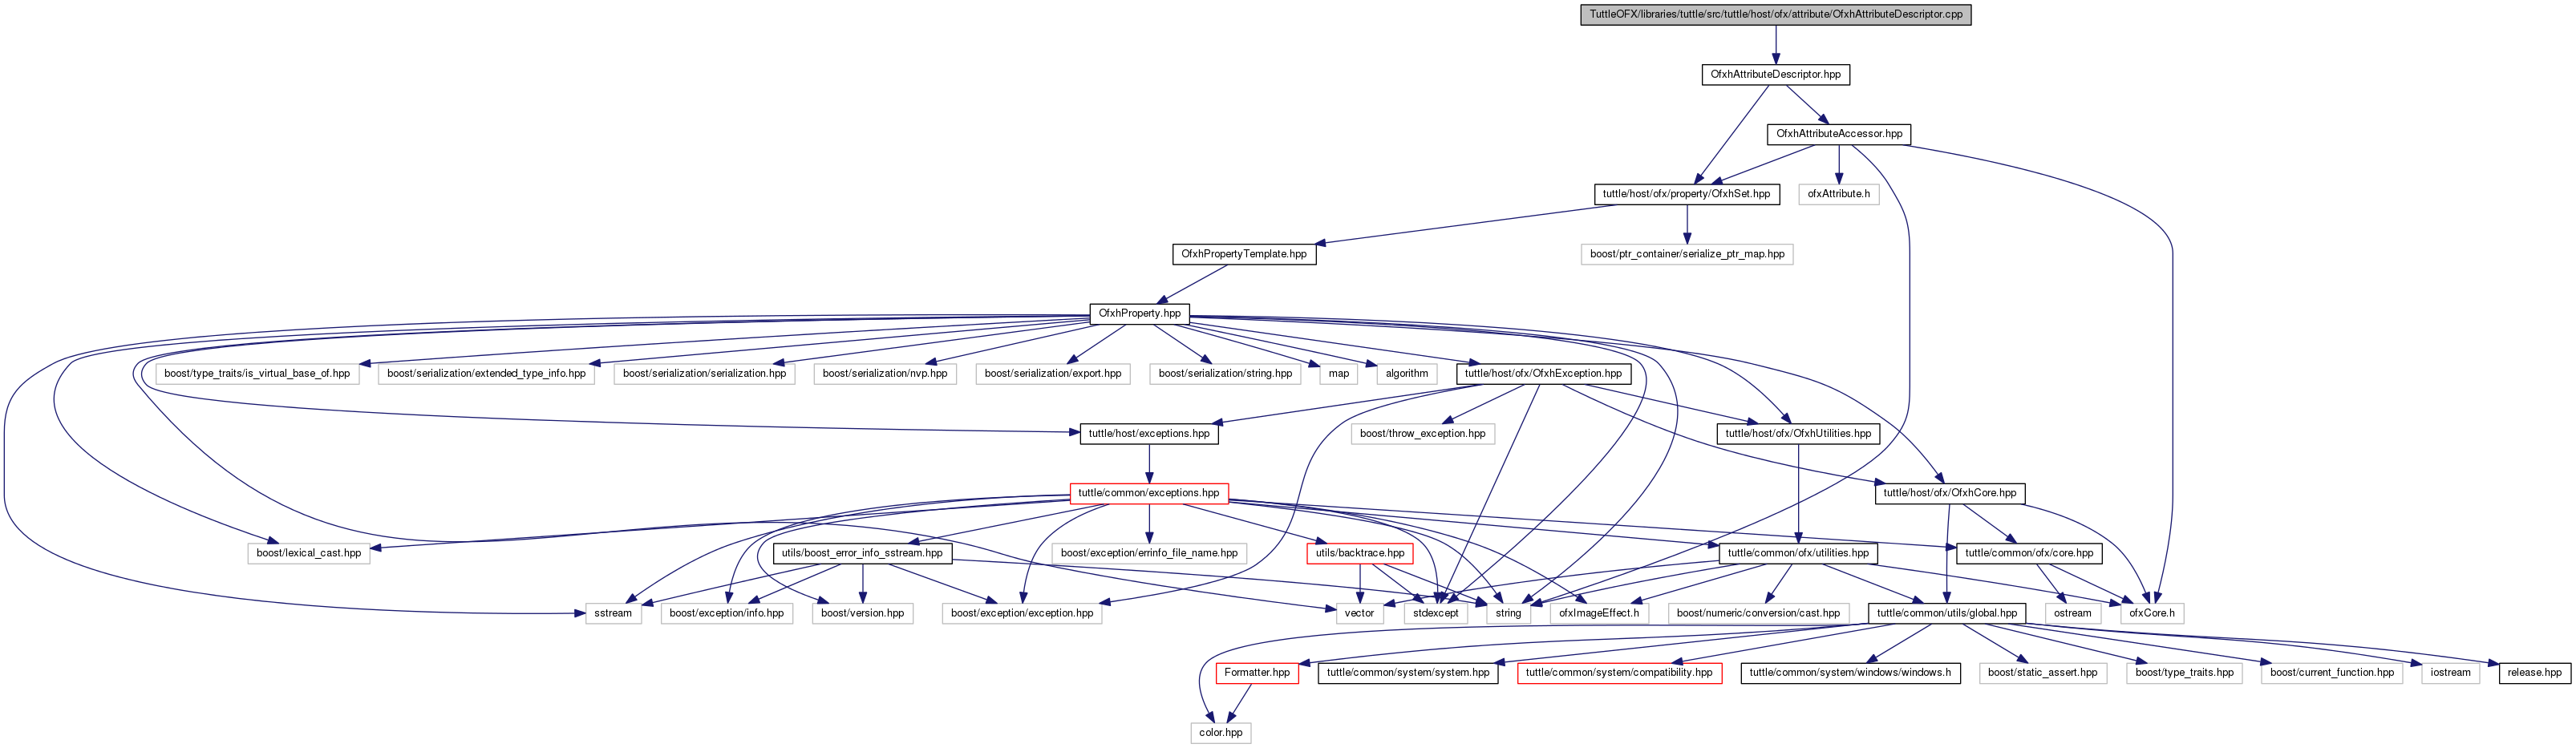 TuttleOFX/libraries/tuttle/src/tuttle/host/ofx/attribute/OfxhAttributeDescriptor.cpp
OfxhAttributeDescriptor.hpp
OfxhAttributeAccessor.hpp
tuttle/host/ofx/property/OfxhSet.hpp
ofxAttribute.h
OfxhPropertyTemplate.hpp
boost/ptr_container/serialize_ptr_map.hpp
OfxhProperty.hpp
boost/type_traits/is_virtual_base_of.hpp
boost/serialization/extended_type_info.hpp
boost/serialization/serialization.hpp
boost/serialization/nvp.hpp
boost/serialization/export.hpp
boost/serialization/string.hpp
map
algorithm
tuttle/host/ofx/OfxhException.hpp
tuttle/host/exceptions.hpp
boost/throw_exception.hpp
tuttle/host/ofx/OfxhUtilities.hpp
tuttle/common/exceptions.hpp
tuttle/host/ofx/OfxhCore.hpp
boost/lexical_cast.hpp
utils/boost_error_info_sstream.hpp
boost/exception/errinfo_file_name.hpp
utils/backtrace.hpp
tuttle/common/ofx/utilities.hpp
tuttle/common/ofx/core.hpp
sstream
boost/exception/info.hpp
boost/version.hpp
boost/exception/exception.hpp
vector
stdexcept
string
ofxImageEffect.h
boost/numeric/conversion/cast.hpp
tuttle/common/utils/global.hpp
ostream
ofxCore.h
Formatter.hpp
tuttle/common/system/system.hpp
tuttle/common/system/compatibility.hpp
tuttle/common/system/windows/windows.h
boost/static_assert.hpp
boost/type_traits.hpp
boost/current_function.hpp
iostream
release.hpp
color.hpp